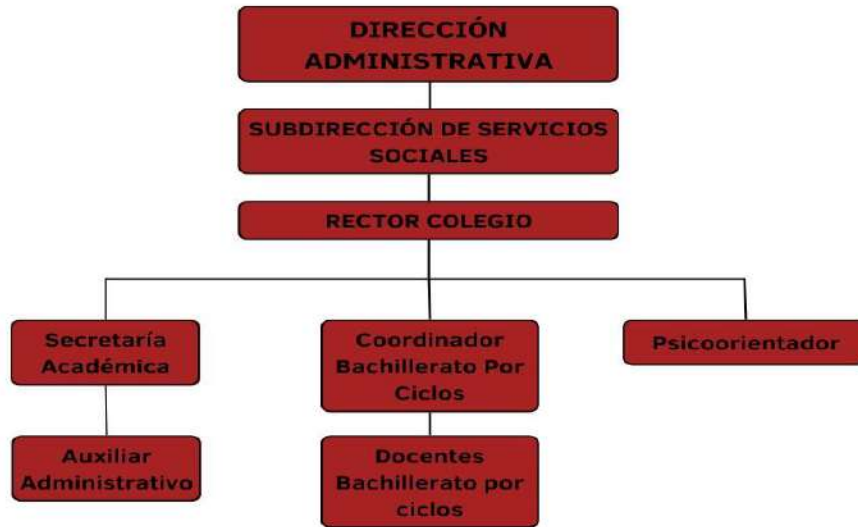 DIRECCIÓN
ADMINISTRATIVA
SUBDIRECCIÓN DE SERVICIOS
SOCIALES
RECTOR COLEGIO
Secretaría
Académica
Coordinador
Bachillerato Por
Ciclos
Psicoorientador
Auxiliar
Administrativo
Docentes
Bachillerato por
ciclos